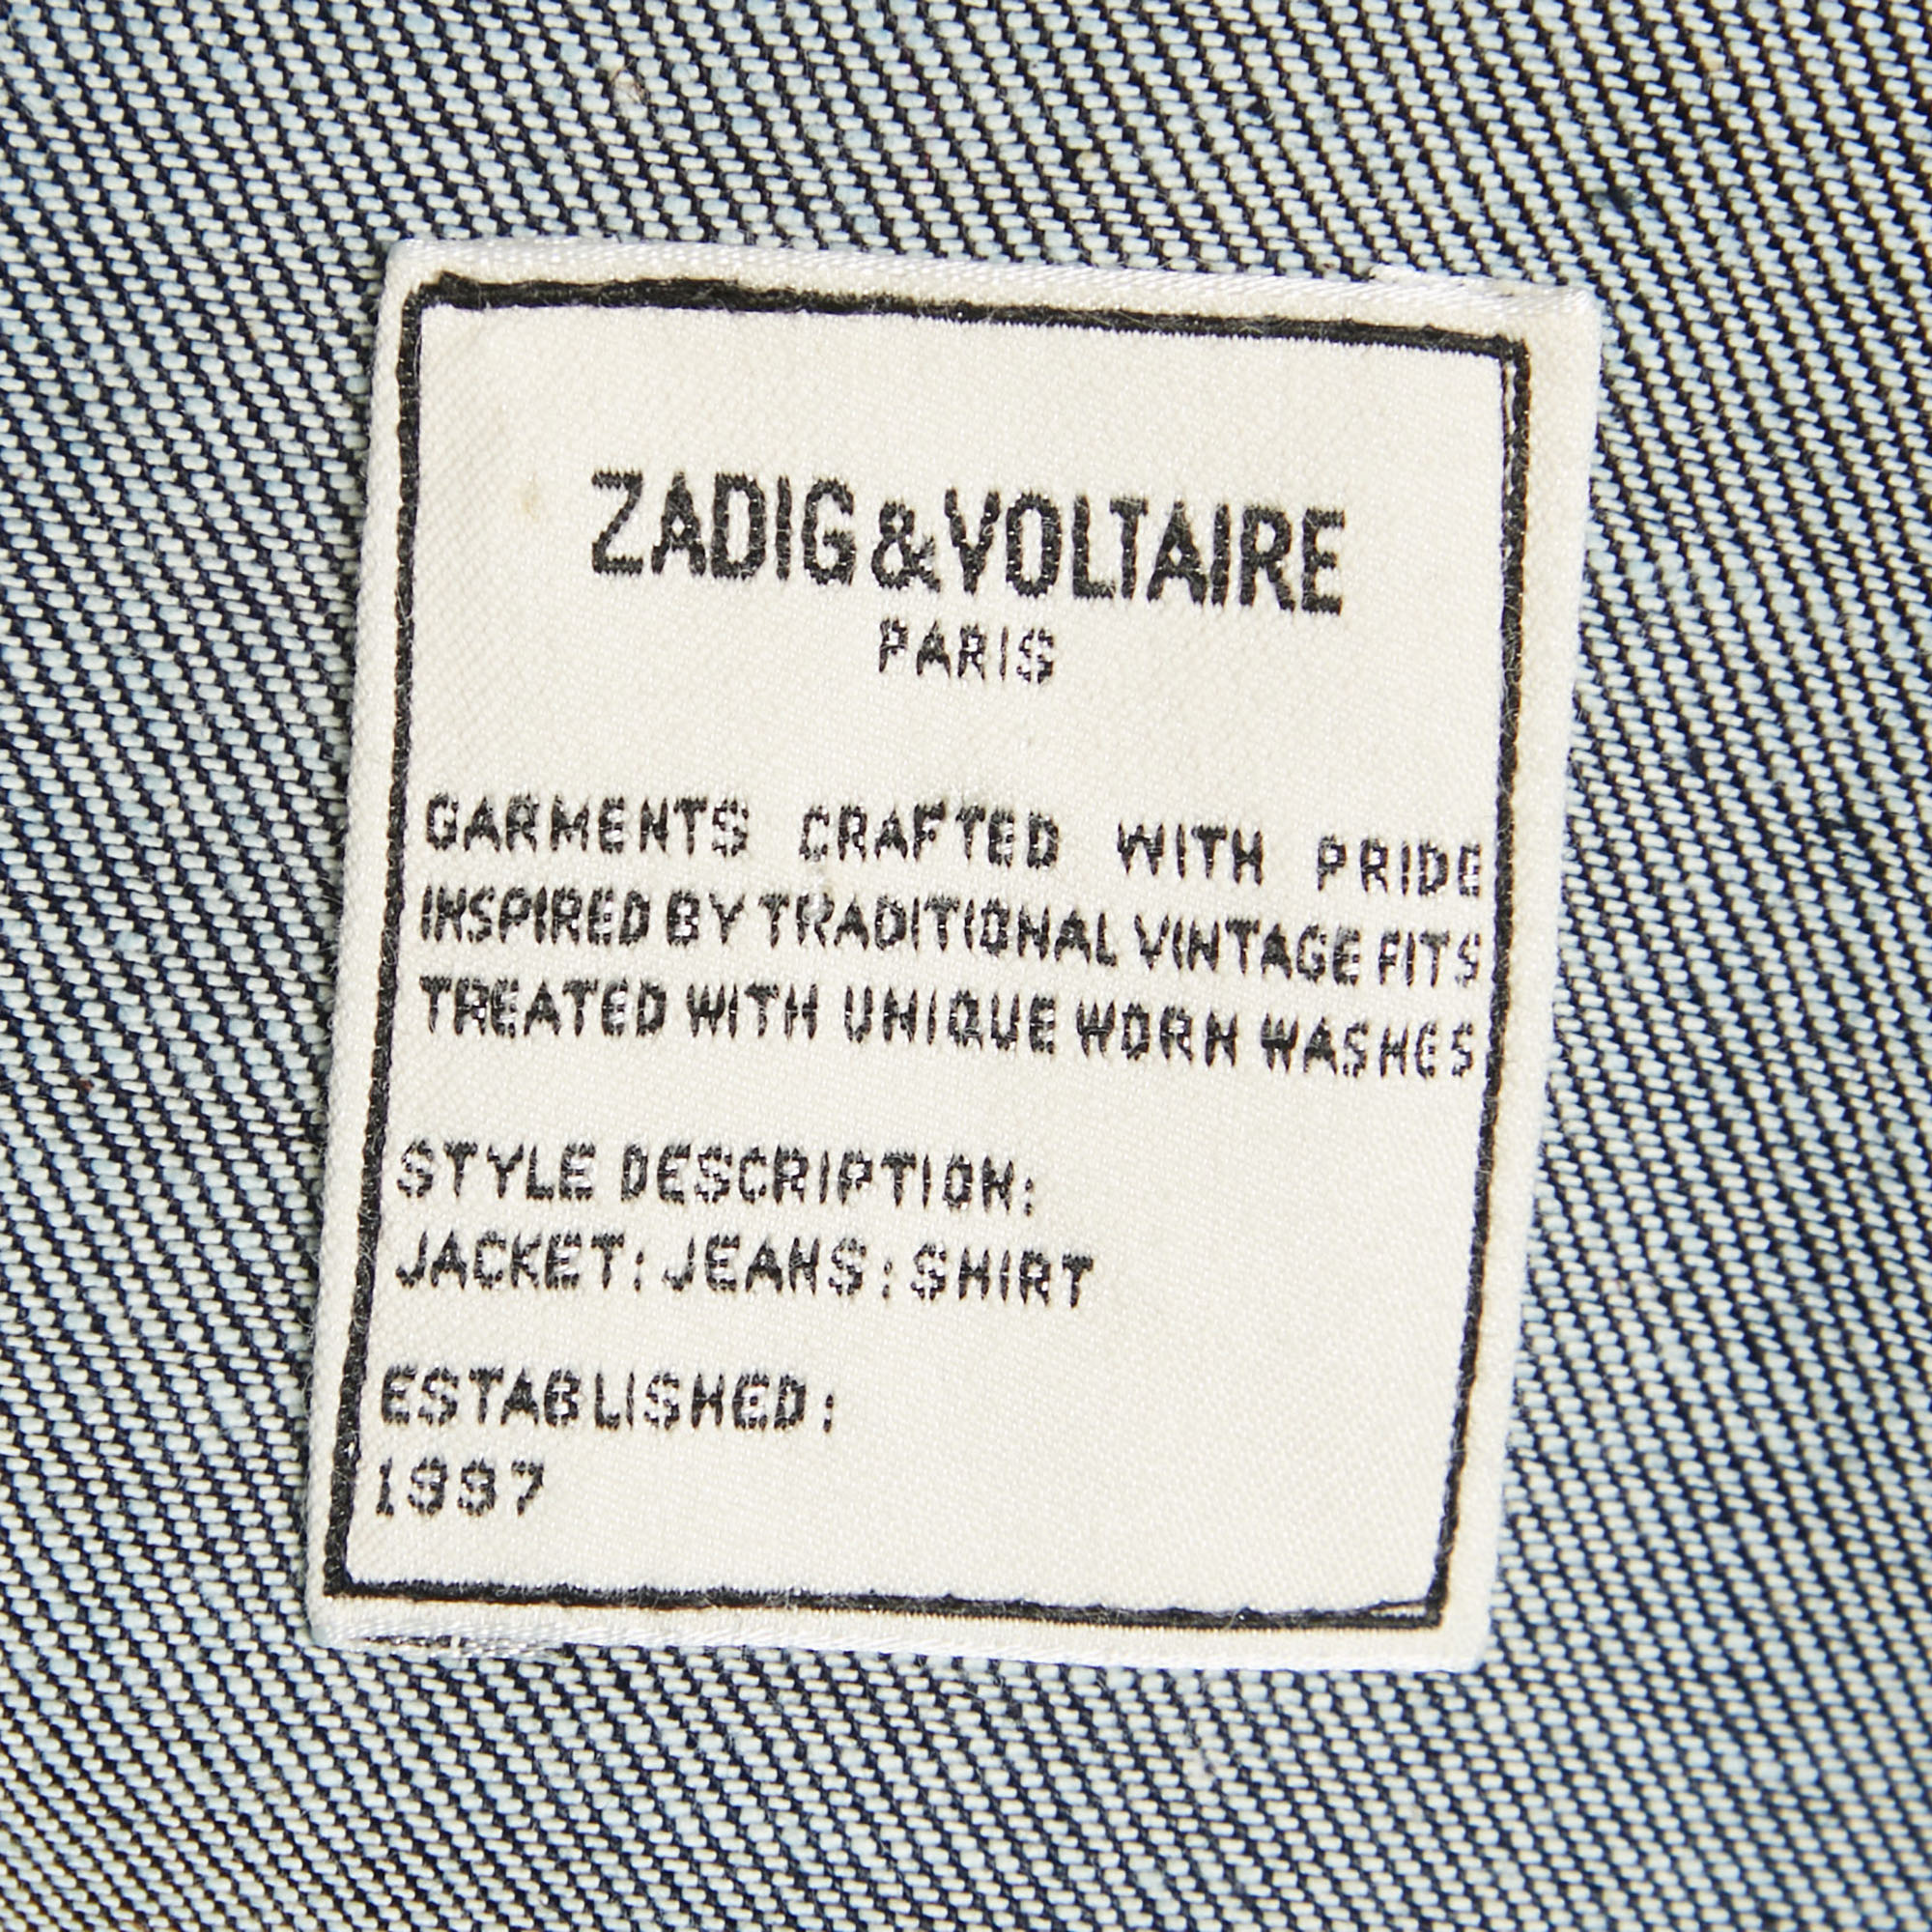 ZADIG&VOLTAIRE
PARIS
GARMENTS CRAFTED WITH PRIDE
INSPIRED BY TRADITIONAL VINTAGE FITS
TREATED WITH UNIQUE WORN WASHES
STYLE DESCRIPTION:
JACKET: JEANS: SHIRT
ESTABLISHED:
1997